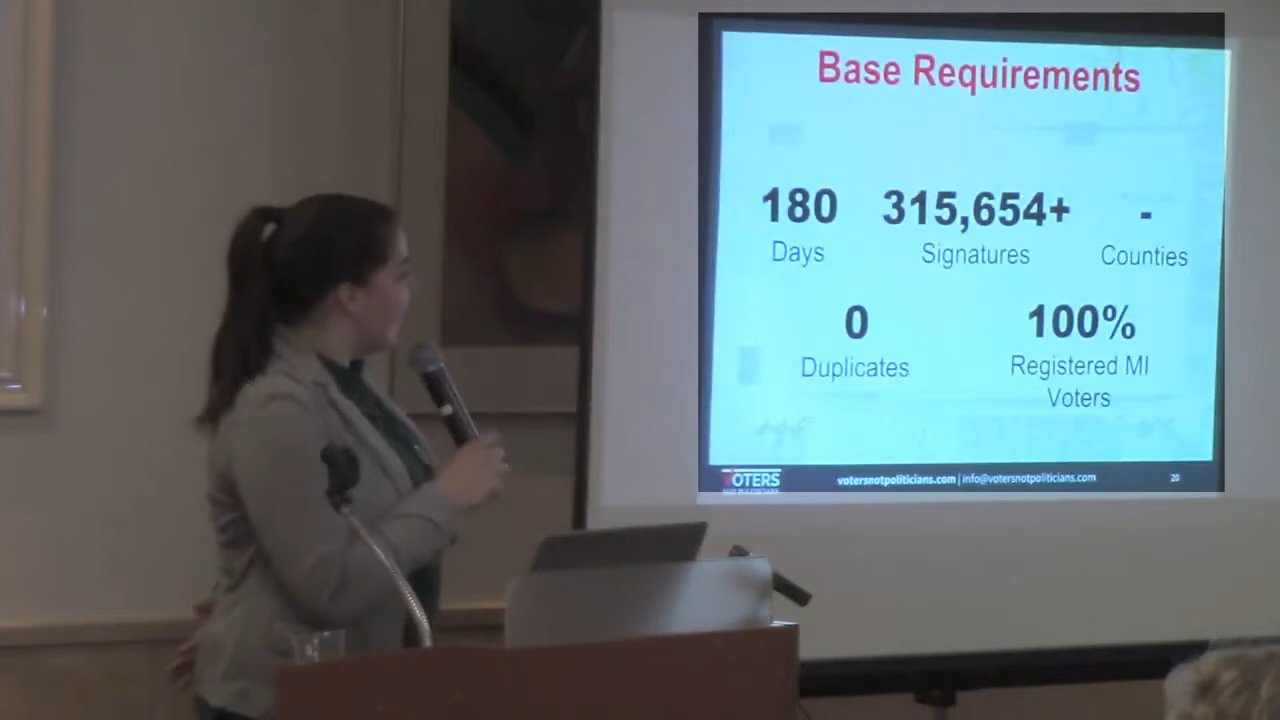 Base Requirements
180 315,654+ -
Days Signatures Counties
0 100%
Duplicates Registered MI
Voters
VOTERS
votersnotpoliticians.com | info@votersnotpoliticians.com 20